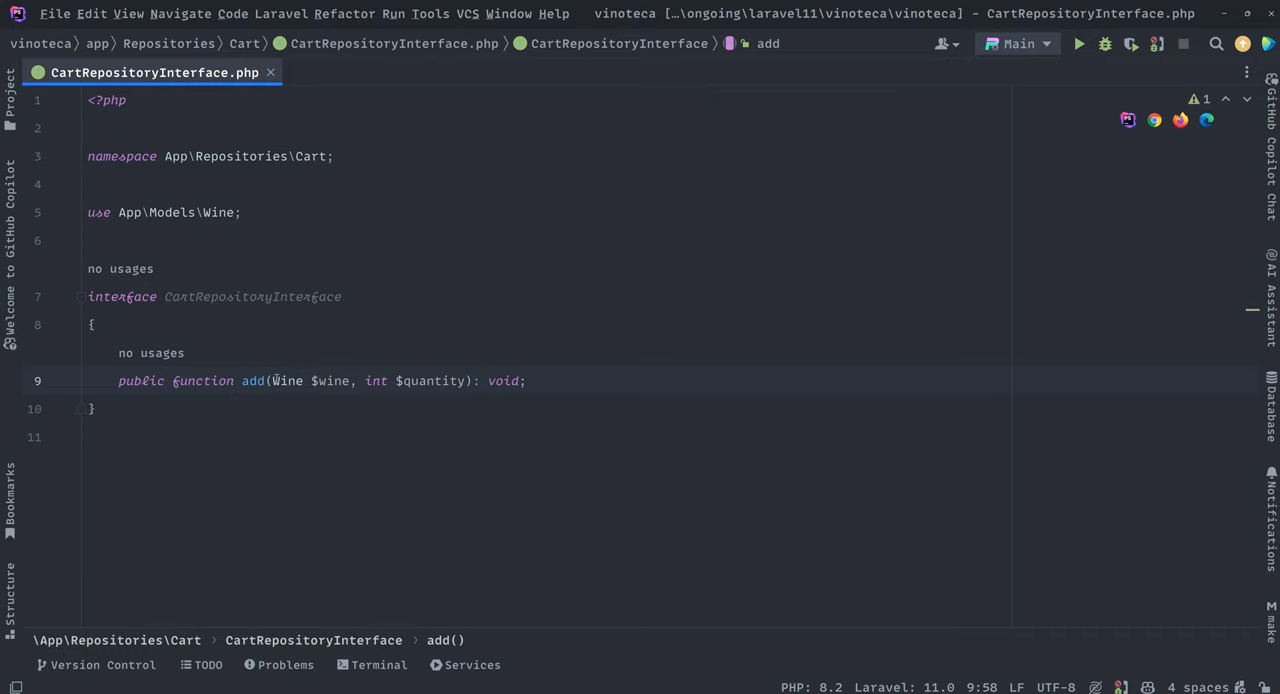 File Edit View Navigate Code Laravel Refactor Run Tools VCS Window Help vinoteca […\ongoing\laravel11\vinoteca\vinoteca] – CartRepositoryInterface.php
vinoteca app Repositories Cart CartRepositoryInterface.php CartRepositoryInterface add Main
CartRepositoryInterface.php
Project
Welcome to GitHub Copilot
Bookmarks
Structure
1 <?php
2
3 namespace App\Repositories\Cart;
4
5 use App\Models\Wine;
6
no usages
7 interface CartRepositoryInterface
8 {
no usages
9 public function add(Wine $wine, int $quantity): void;
10 }
11
1
GitHub Copilot Chat
AI Assistant
Database
Notifications
M make
\App\Repositories\Cart › CartRepositoryInterface › add()
Version Control TODO Problems Terminal Services
PHP: 8.2 Laravel: 11.0 9:58 LF UTF-8 4 spaces